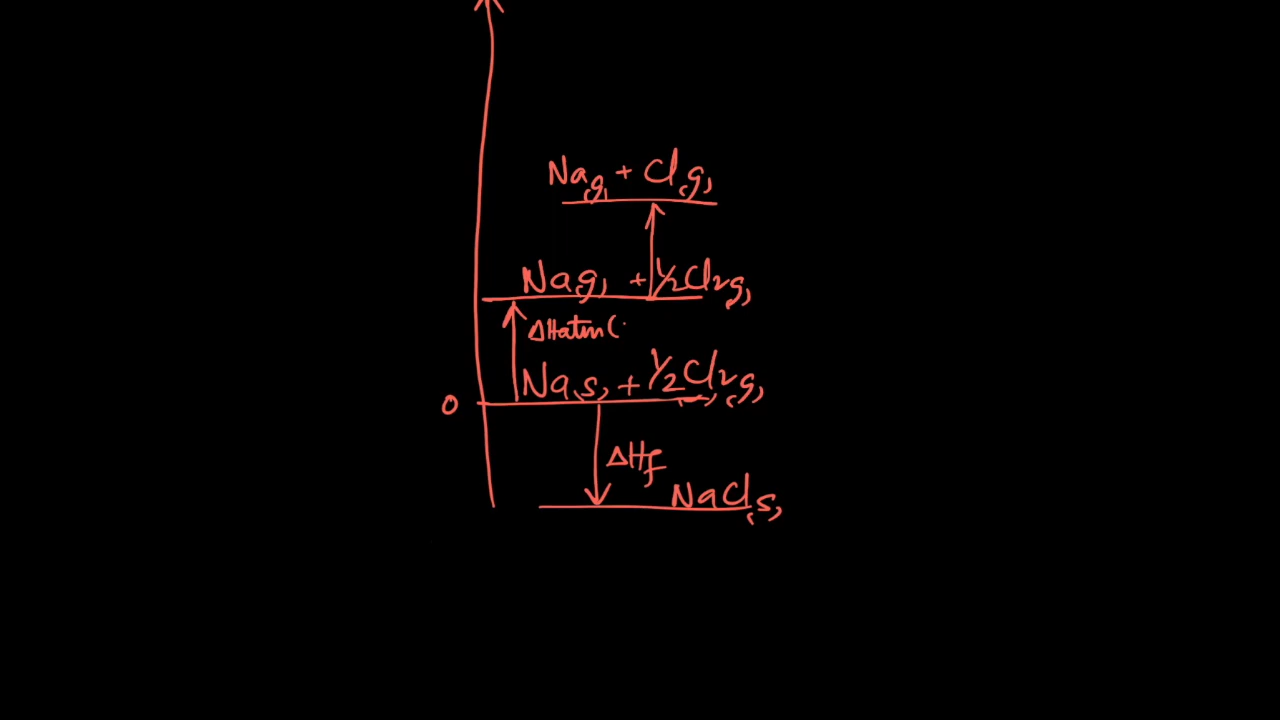 Na(g) + Cl(g)
Na(g) + 1/2Cl2(g)
ΔHatm(
Na(s) + 1/2Cl2(g)
0
ΔHf
NaCl(s)